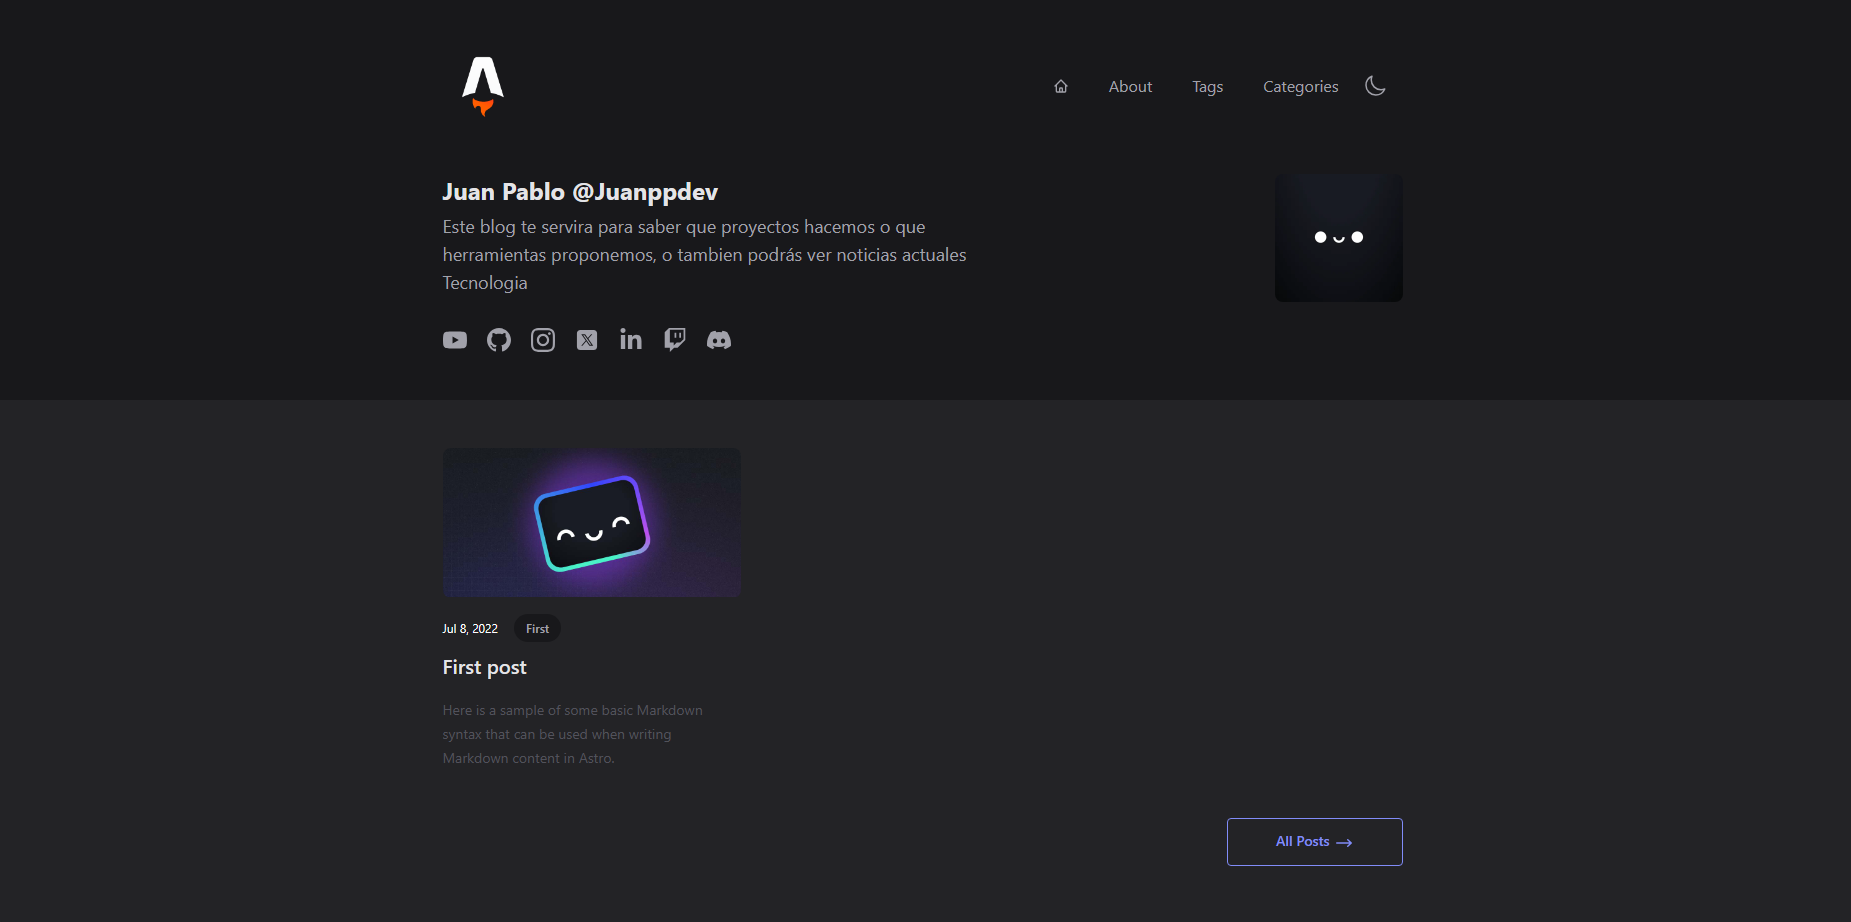 About
Tags
Categories
Juan Pablo @Juanppdev
Este blog te servira para saber que proyectos hacemos o que
herramientas proponemos, o tambien podrás ver noticias actuales
Tecnologia
Jul 8, 2022
First
First post
Here is a sample of some basic Markdown
syntax that can be used when writing
Markdown content in Astro.
All Posts →